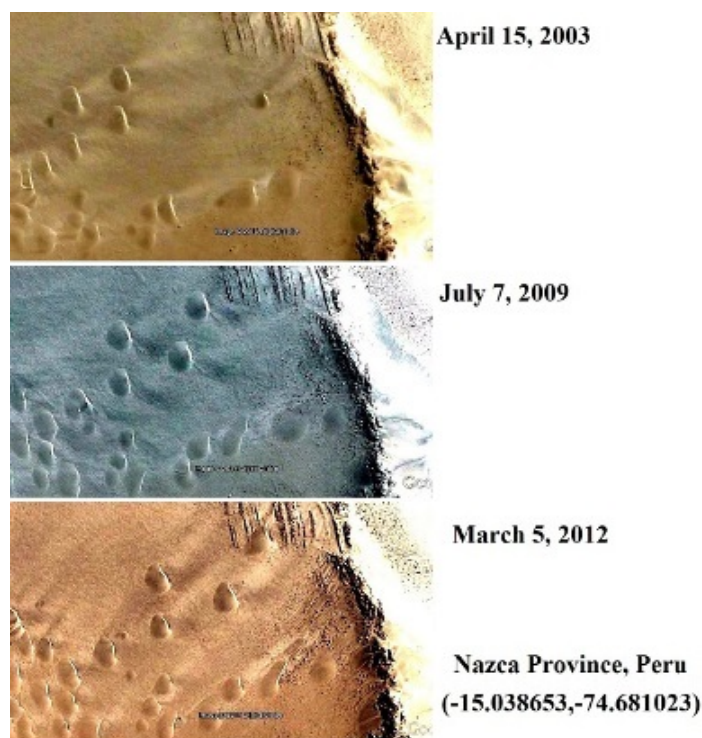 April 15, 2003
July 7, 2009
March 5, 2012
Nazca Province, Peru
(-15.038653,-74.681023)